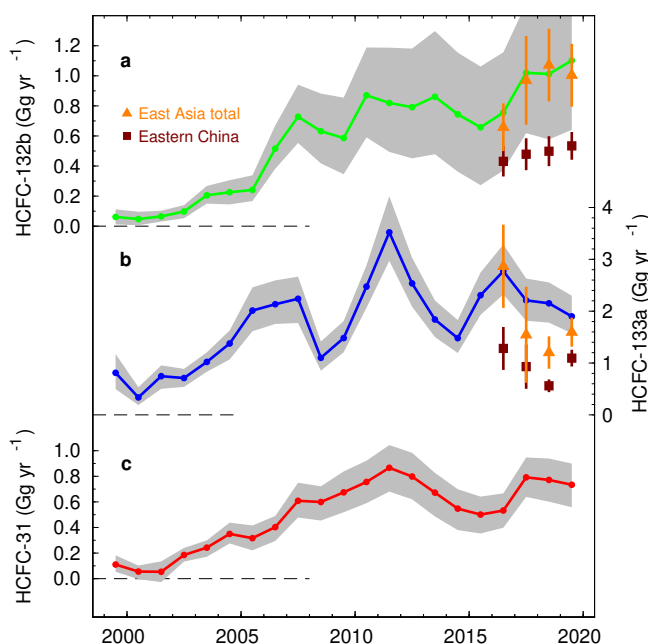 a
East Asia total
Eastern China
HCFC-132b (Gg yr⁻¹)
1.2
1.0
0.8
0.6
0.4
0.2
0.0
b
HCFC-133a (Gg yr⁻¹)
4
3
2
1
0
c
HCFC-31 (Gg yr⁻¹)
1.0
0.8
0.6
0.4
0.2
0.0
2000 2005 2010 2015 2020